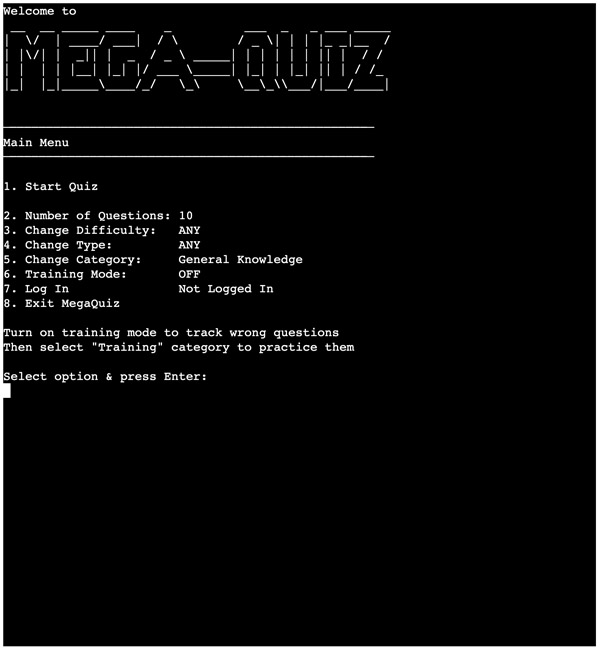 Welcome to
MEGA-QUIZ
Main Menu
1. Start Quiz
2. Number of Questions: 10
3. Change Difficulty: ANY
4. Change Type: ANY
5. Change Category: General Knowledge
6. Training Mode: OFF
7. Log In Not Logged In
8. Exit MegaQuiz
Turn on training mode to track wrong questions
Then select "Training" category to practice them
Select option & press Enter: